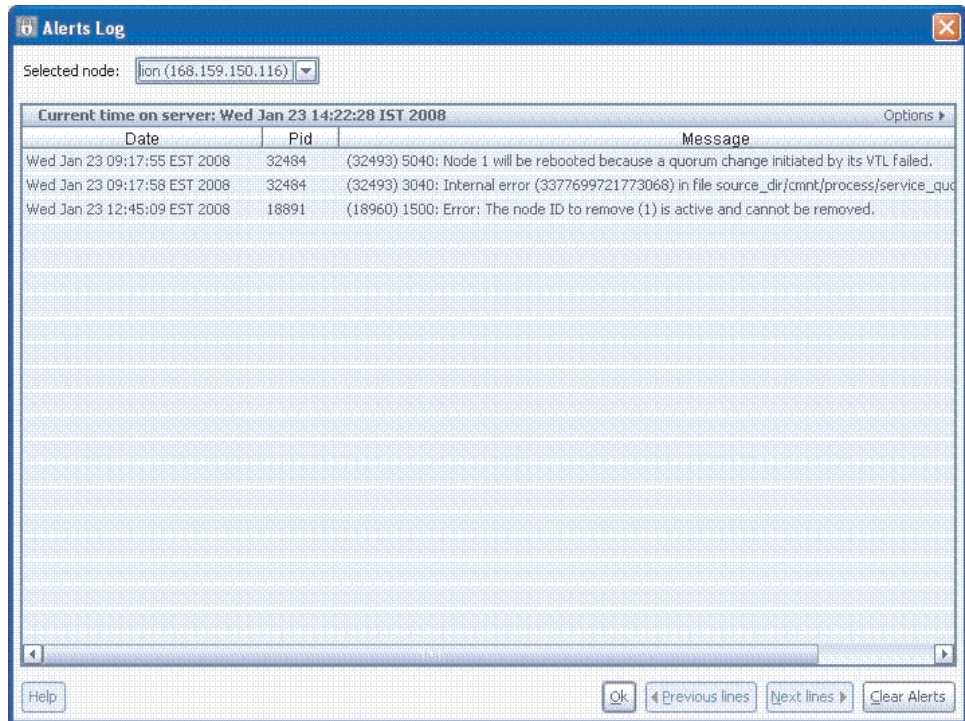 Alerts Log
Selected node: lion (168.159.150.116)
Current time on server: Wed Jan 23 14:22:28 IST 2008 Options
Date Pid Message
Wed Jan 23 09:17:55 EST 2008 32484 (32493) 5040: Node 1 will be rebooted because a quorum change initiated by its VTL failed.
Wed Jan 23 09:17:58 EST 2008 32484 (32493) 3040: Internal error (3377699721773068) in file source_dir/cmnt/process/service_quo
Wed Jan 23 12:45:09 EST 2008 18891 (18960) 1500: Error: The node ID to remove (1) is active and cannot be removed.
Help Ok Previous lines Next lines Clear Alerts